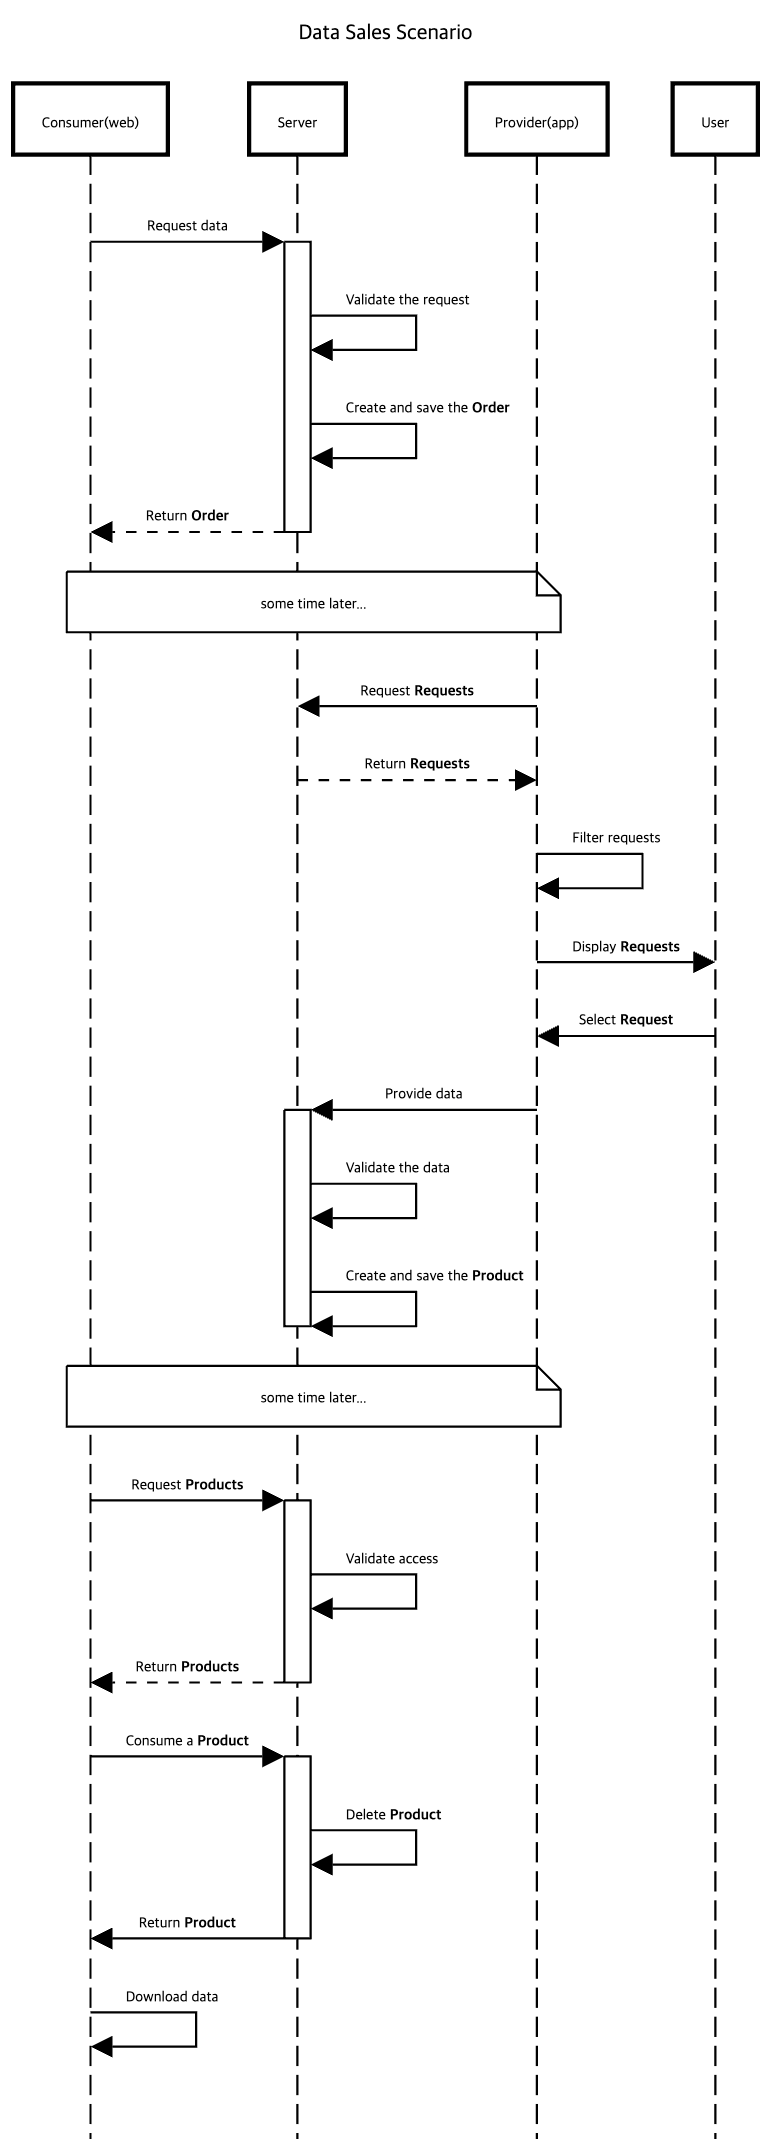 Data Sales Scenario
Consumer(web)
Server
Provider(app)
User
Request data
Validate the request
Create and save the Order
Return Order
some time later...
Request Requests
Return Requests
Filter requests
Display Requests
Select Request
Provide data
Validate the data
Create and save the Product
some time later...
Request Products
Validate access
Return Products
Consume a Product
Delete Product
Return Product
Download data